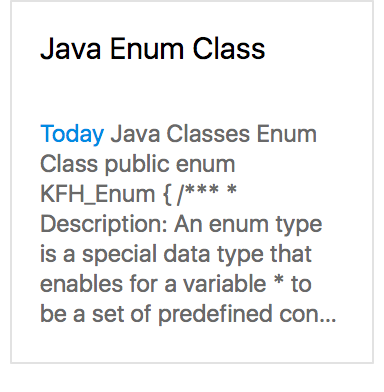 Java Enum Class
Today Java Classes Enum
Class public enum
KFH_Enum { /*** *
Description: An enum type
is a special data type that
enables for a variable * to
be a set of predefined con...